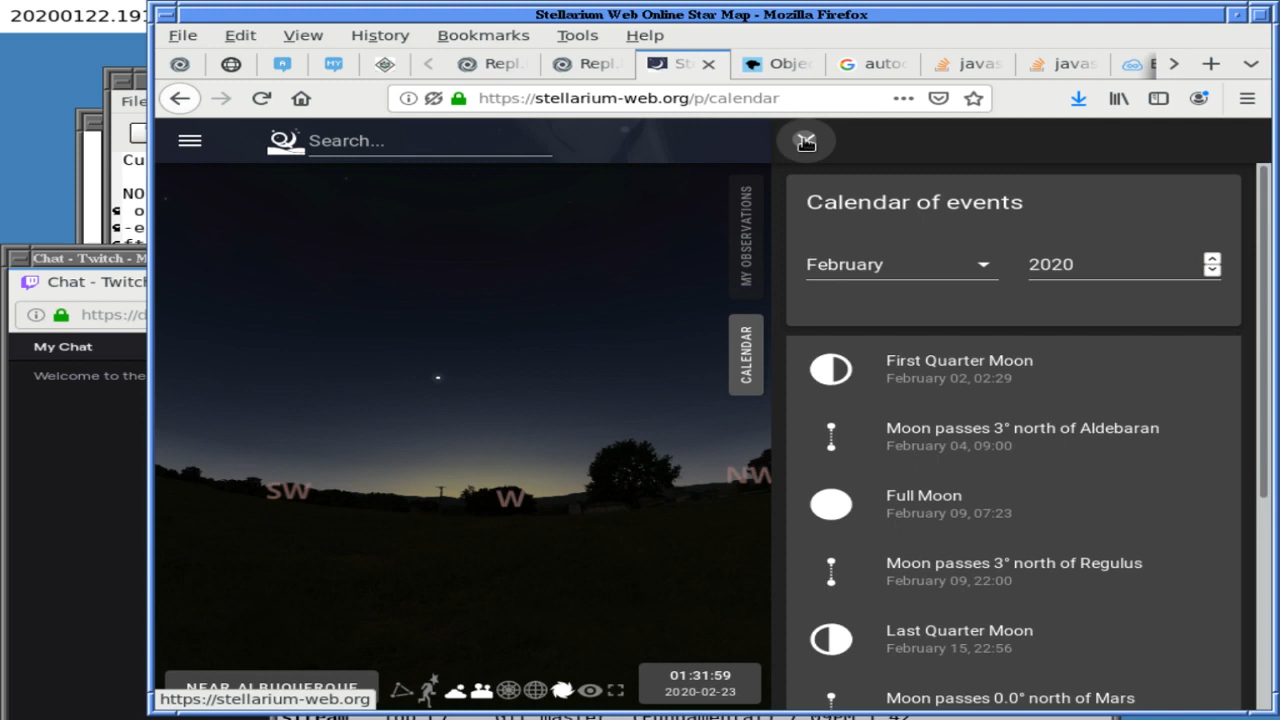 20200122.19
Stellarium Web Online Star Map - Mozilla Firefox
File Edit View History Bookmarks Tools Help
Repl. Repl. St Obje autoc javas javas
https://stellarium-web.org/p/calendar
File
Cu
NO
Search...
MY OBSERVATIONS
CALENDAR
Calendar of events
February 2020
Chat - Twitch - M
Chat - Twitch
https://d
My Chat
Welcome to the
First Quarter Moon
February 02, 02:29
Moon passes 3° north of Aldebaran
February 04, 09:00
Full Moon
February 09, 07:23
Moon passes 3° north of Regulus
February 09, 22:00
Last Quarter Moon
February 15, 22:56
Moon passes 0.0° north of Mars
SW W NW
NEAR ALBUQUERQUE
01:31:59
2020-02-23
https://stellarium-web.org